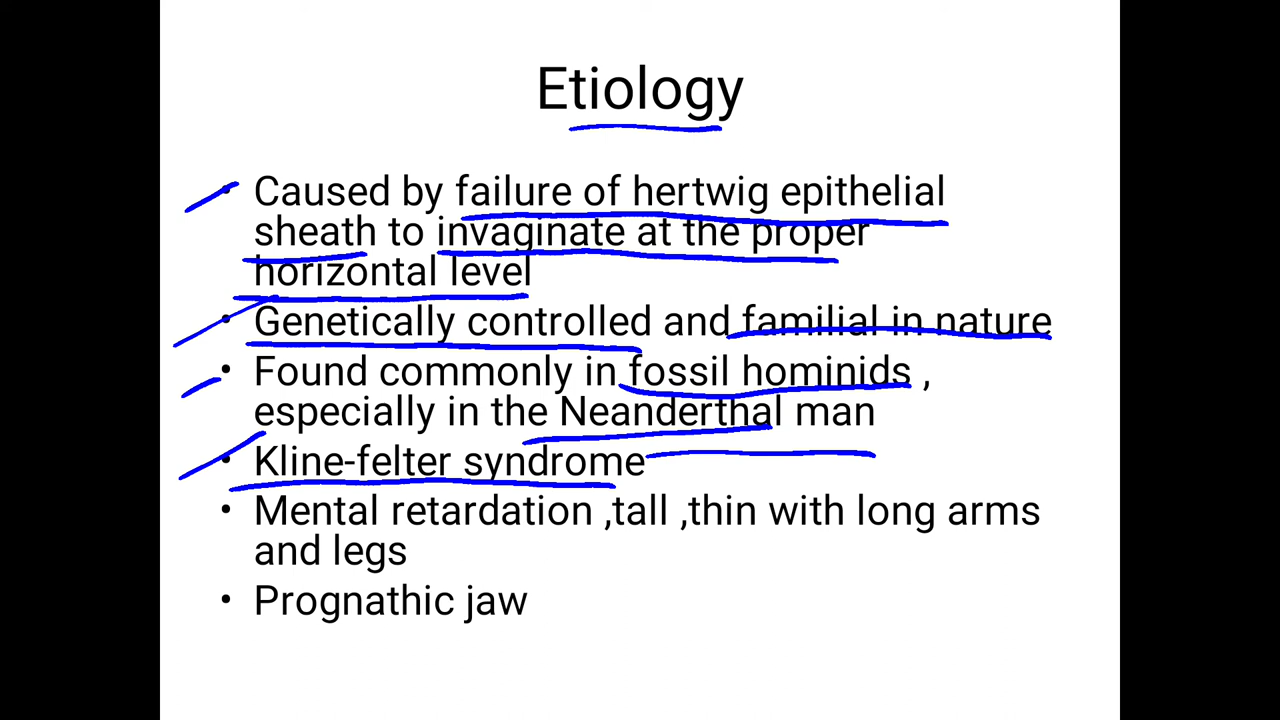 Etiology
• Caused by failure of hertwig epithelial
sheath to invaginate at the proper
horizontal level
• Genetically controlled and familial in nature
• Found commonly in fossil hominids ,
especially in the Neanderthal man
• Kline-felter syndrome
• Mental retardation ,tall ,thin with long arms
and legs
• Prognathic jaw